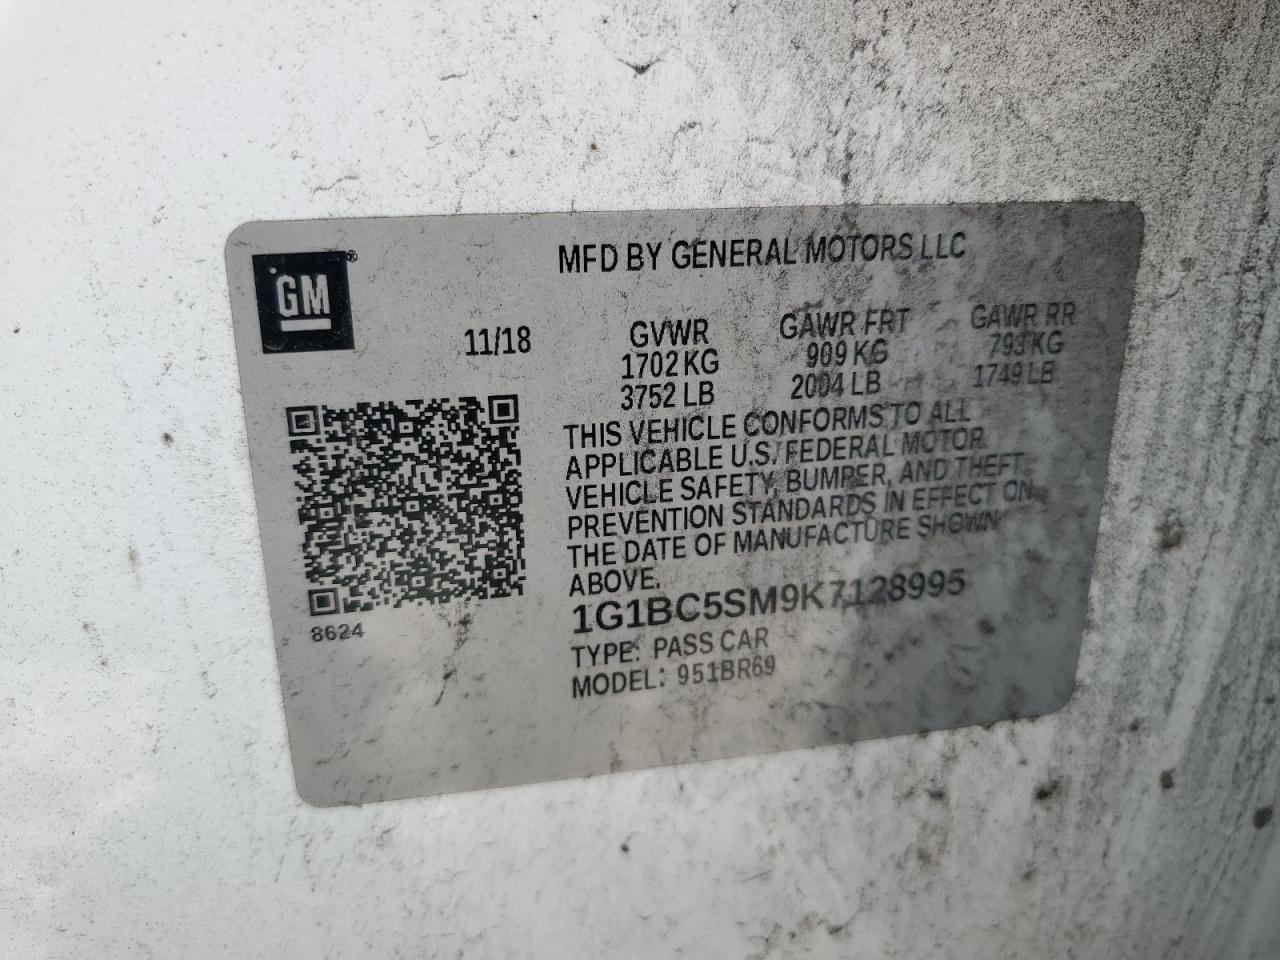 GM®
MFD BY GENERAL MOTORS LLC
11/18
GVWR GAWR FRT GAWR RR
1702 KG 909 KG 793 KG
3752 LB 2004 LB 1749 LB
THIS VEHICLE CONFORMS TO ALL
APPLICABLE U.S. FEDERAL MOTOR
VEHICLE SAFETY, BUMPER, AND THEFT
PREVENTION STANDARDS IN EFFECT ON
THE DATE OF MANUFACTURE SHOWN
ABOVE.
1G1BC5SM9K7128995
TYPE: PASS CAR
MODEL: 951BR69
8624